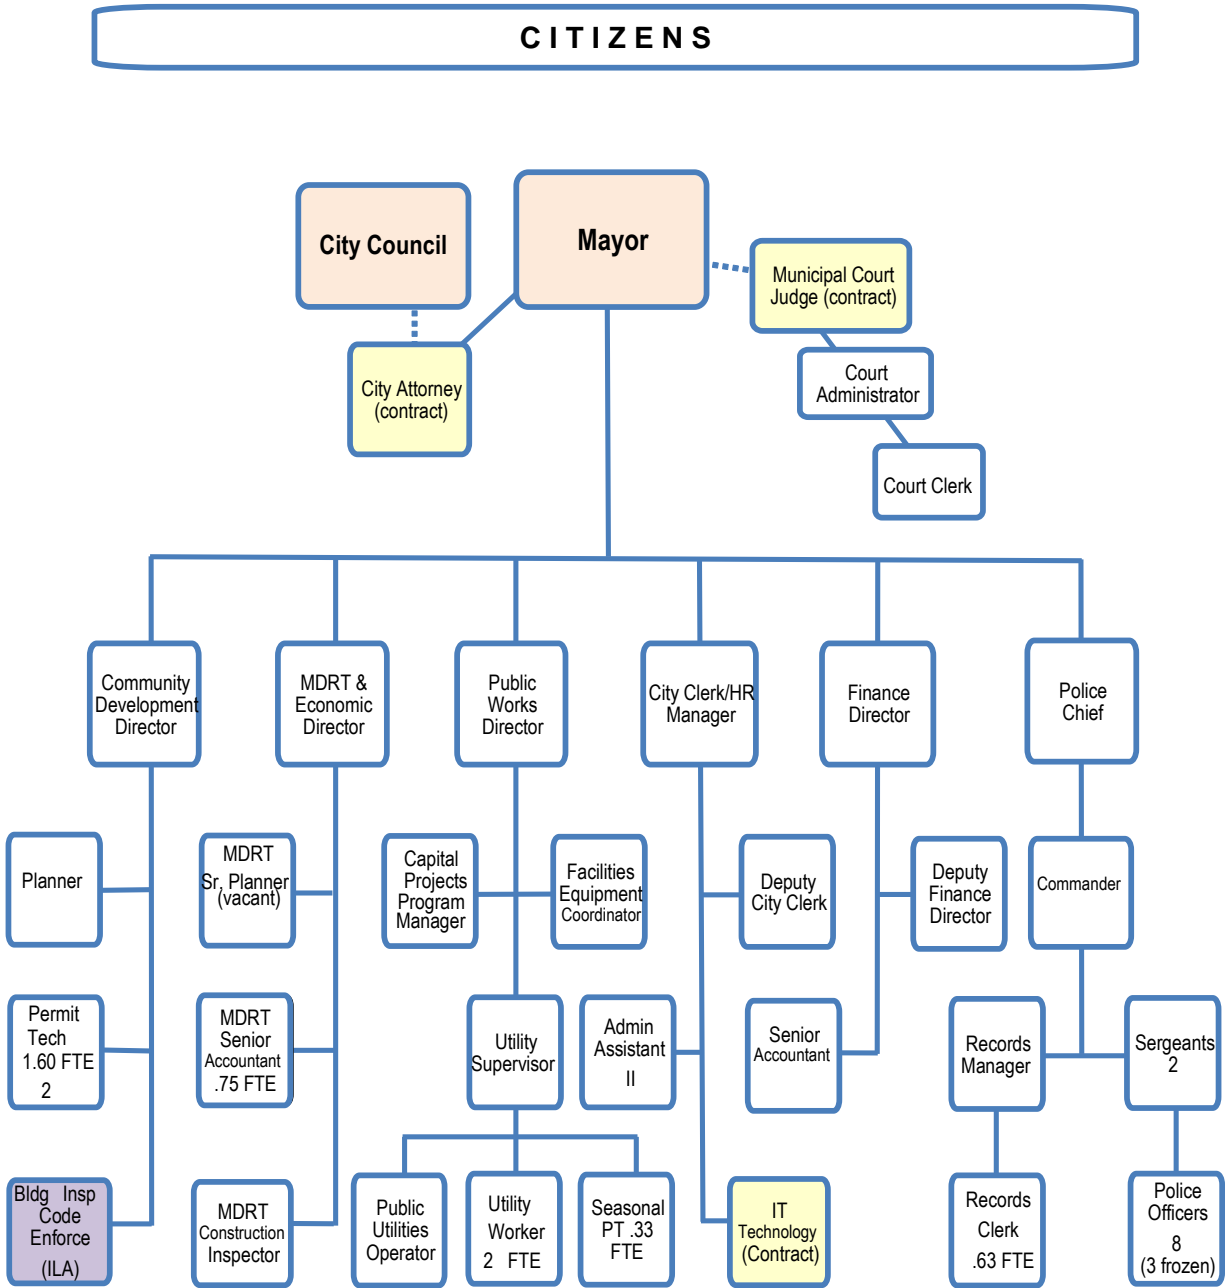 CITIZENS
City Council
Mayor
Municipal Court
Judge (contract)
City Attorney
(contract)
Court
Administrator
Court Clerk
Community
Development
Director
MDRT &
Economic
Director
Public
Works
Director
City Clerk/HR
Manager
Finance
Director
Police
Chief
Planner
MDRT
Sr. Planner
(vacant)
Capital
Projects
Program
Manager
Facilities
Equipment
Coordinator
Deputy
City Clerk
Deputy
Finance
Director
Commander
Permit
Tech
1.60 FTE
2
MDRT
Senior
Accountant
.75 FTE
Utility
Supervisor
Admin
Assistant
II
Senior
Accountant
Records
Manager
Sergeants
2
Bldg Insp
Code
Enforce
(ILA)
MDRT
Construction
Inspector
Public
Utilities
Operator
Utility
Worker
2 FTE
Seasonal
PT .33
FTE
IT
Technology
(Contract)
Records
Clerk
.63 FTE
Police
Officers
8
(3 frozen)